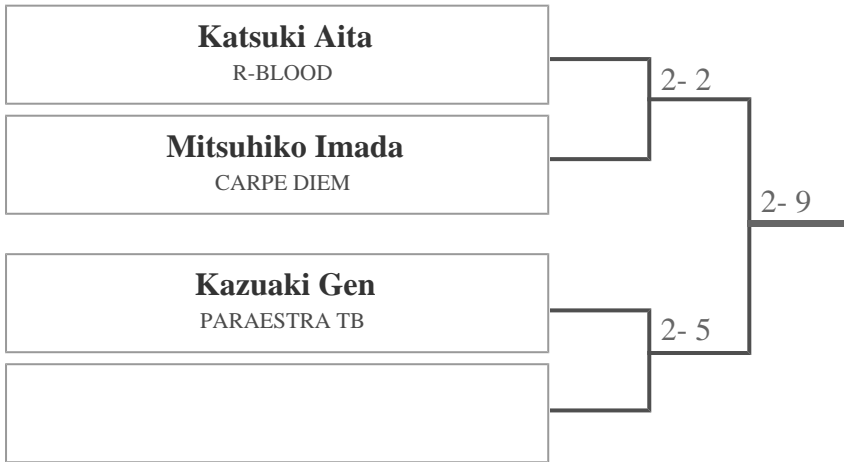 Katsuki Aita
R-BLOOD
2- 2
Mitsuhiko Imada
CARPE DIEM
2- 9
Kazuaki Gen
PARAESTRA TB
2- 5